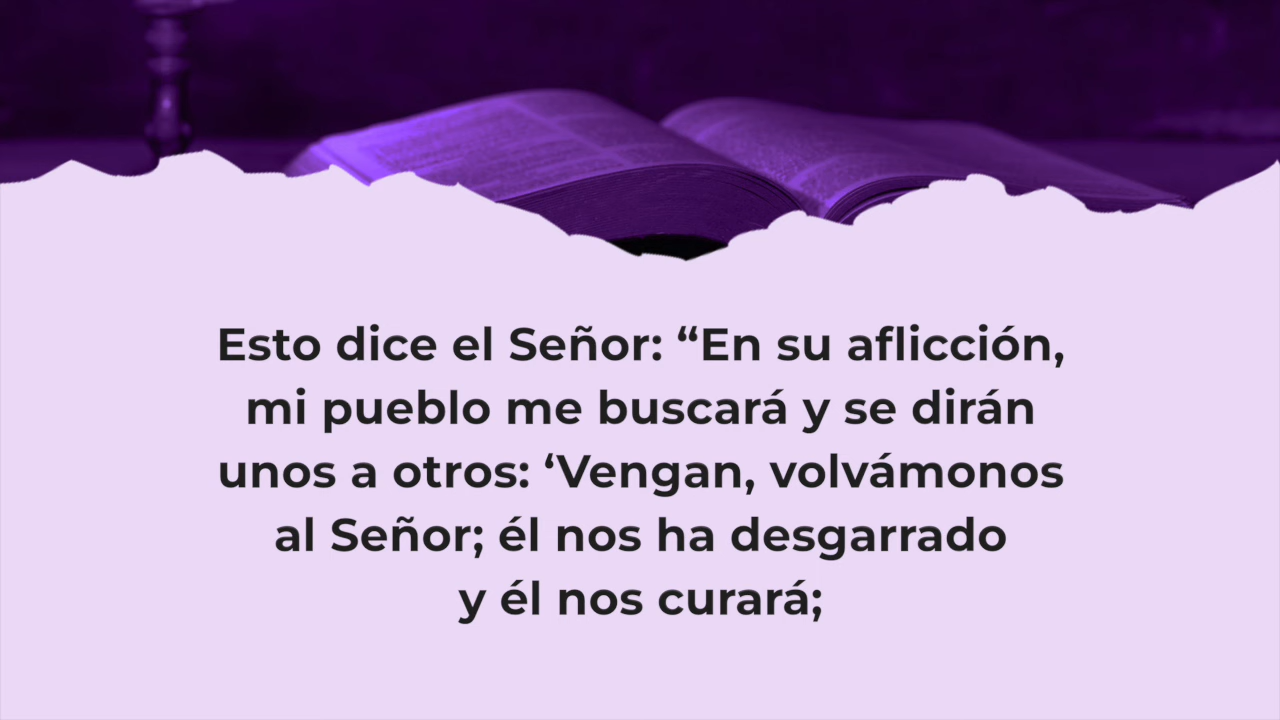 Esto dice el Señor: “En su aflicción,
mi pueblo me buscará y se dirán
unos a otros: ‘Vengan, volvámonos
al Señor; él nos ha desgarrado
y él nos curará;